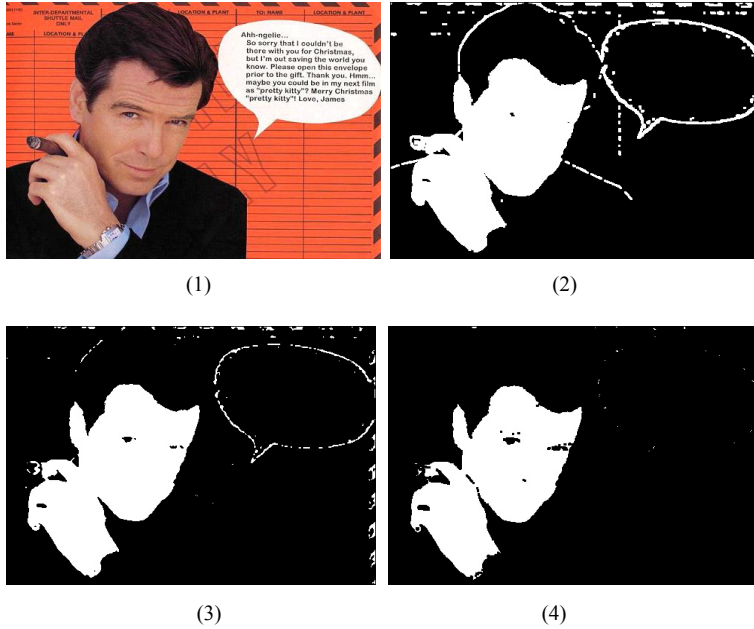 INTER-DEPARTMENTAL
SHUTTLE MAIL
ONLY
LOCATION & PLANT
TO: NAME
LOCATION & PLANT
LOCATION & PL
Ahh-ngelie...
So sorry that I couldn't be
there with you for Christmas,
but I'm out saving the world you
know. Please open this envelope
prior to the gift. Thank you. Hmm...
maybe you could be in my next film
as "pretty kitty"? Merry Christmas
"pretty kitty"! Love, James
(1)
(2)
(3)
(4)